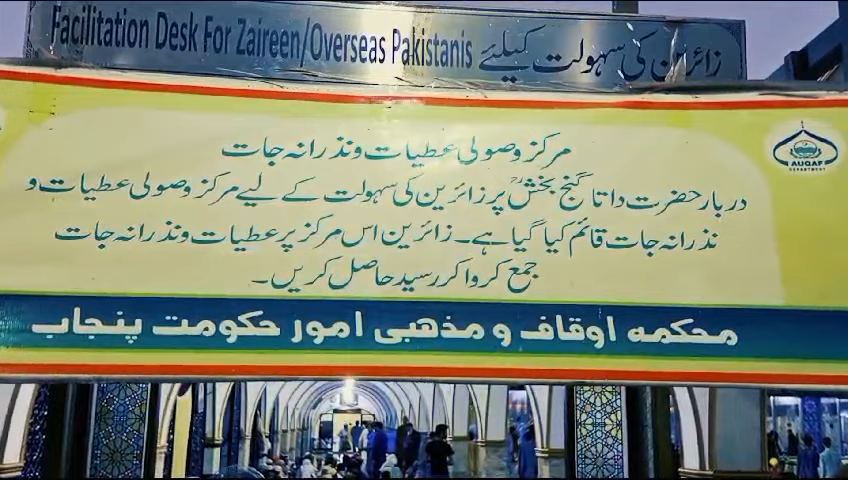 Facilitation Desk For Zaireen/Overseas Pakistanis زائرین کی سہولت کیلئے
مرکز وصولی عطیات و نذرانہ جات
دربار حضرت داتا گنج بخشؒ پر زائرین کی سہولت کے لیے مرکز وصولی عطیات و
نذرانہ جات قائم کیا گیا ہے۔ زائرین اس مرکز پر عطیات و نذرانہ جات
جمع کروا کر رسید حاصل کریں۔
AUQAF
DEPARTMENT
محکمہ اوقاف و مذہبی امور حکومت پنجاب